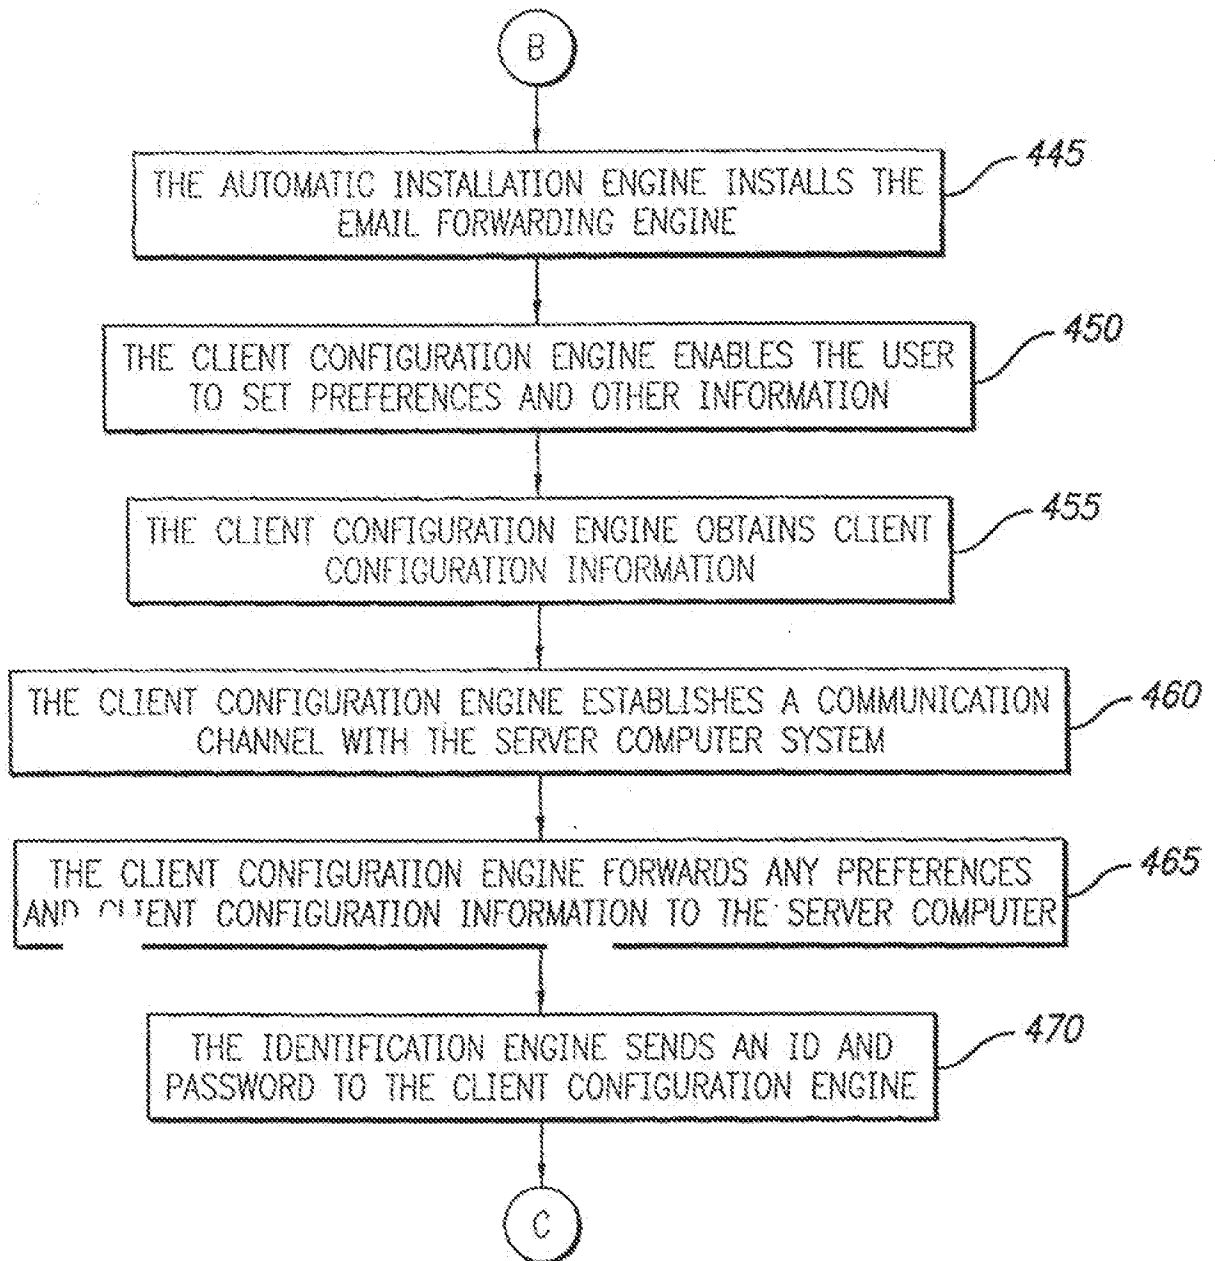 B
THE AUTOMATIC INSTALLATION ENGINE INSTALLS THE
EMAIL FORWARDING ENGINE
445
THE CLIENT CONFIGURATION ENGINE ENABLES THE USER
TO SET PREFERENCES AND OTHER INFORMATION
450
THE CLIENT CONFIGURATION ENGINE OBTAINS CLIENT
CONFIGURATION INFORMATION
455
THE CLIENT CONFIGURATION ENGINE ESTABLISHES A COMMUNICATION
CHANNEL WITH THE SERVER COMPUTER SYSTEM
460
THE CLIENT CONFIGURATION ENGINE FORWARDS ANY PREFERENCES
AND CLIENT CONFIGURATION INFORMATION TO THE SERVER COMPUTER
465
THE IDENTIFICATION ENGINE SENDS AN ID AND
PASSWORD TO THE CLIENT CONFIGURATION ENGINE
470
C